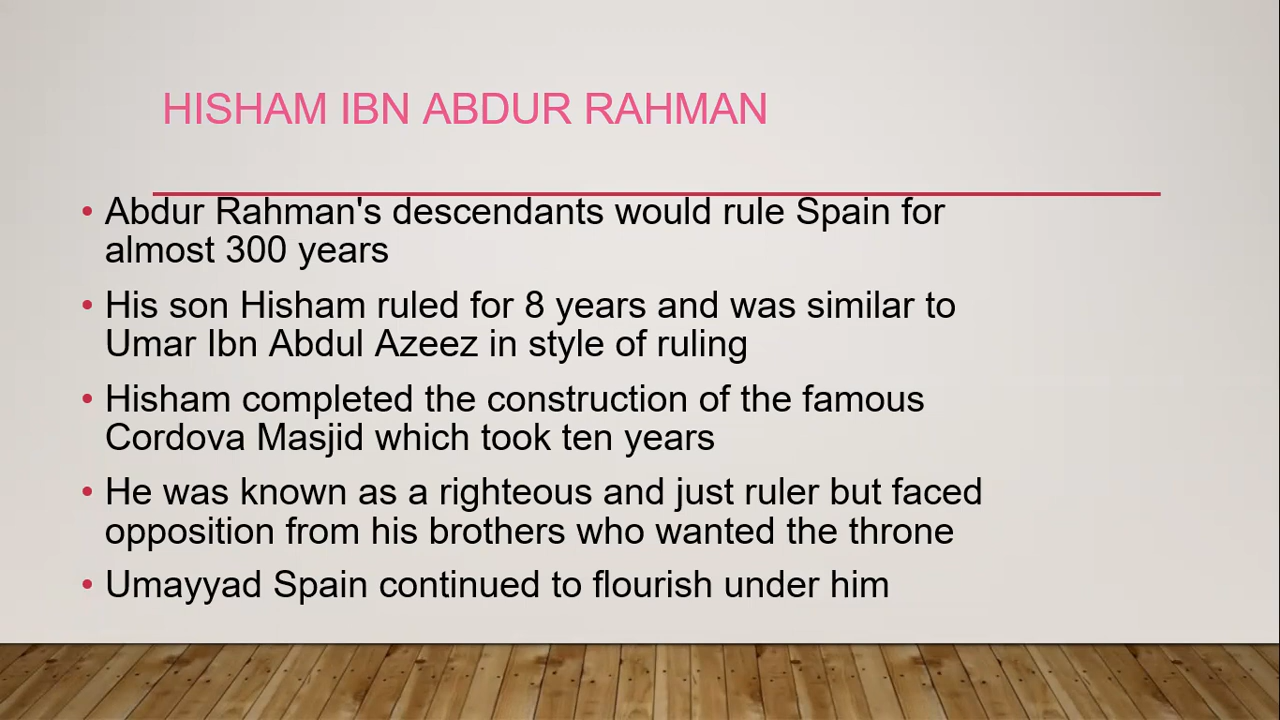 HISHAM IBN ABDUR RAHMAN
• Abdur Rahman's descendants would rule Spain for
almost 300 years
• His son Hisham ruled for 8 years and was similar to
Umar Ibn Abdul Azeez in style of ruling
• Hisham completed the construction of the famous
Cordova Masjid which took ten years
• He was known as a righteous and just ruler but faced
opposition from his brothers who wanted the throne
• Umayyad Spain continued to flourish under him